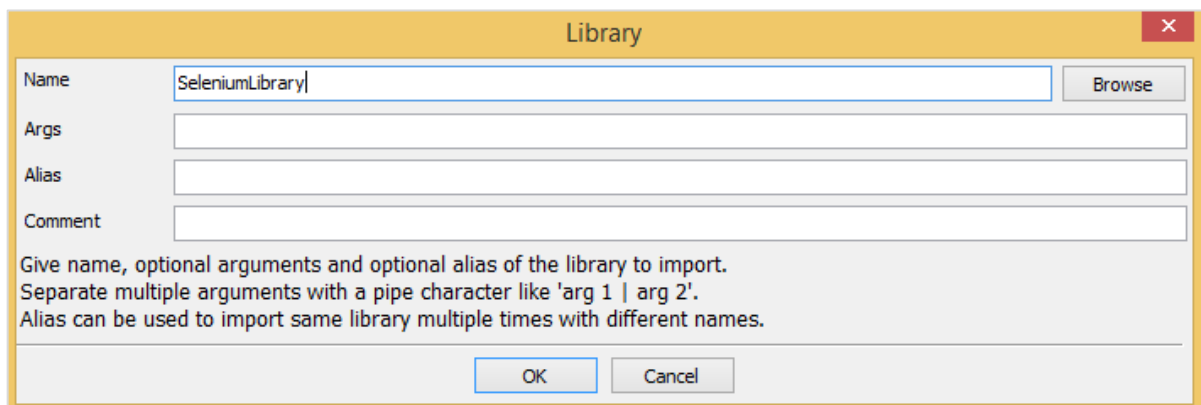 Library
Name SeleniumLibrary Browse
Args
Alias
Comment
Give name, optional arguments and optional alias of the library to import.
Separate multiple arguments with a pipe character like 'arg 1 | arg 2'.
Alias can be used to import same library multiple times with different names.
OK Cancel